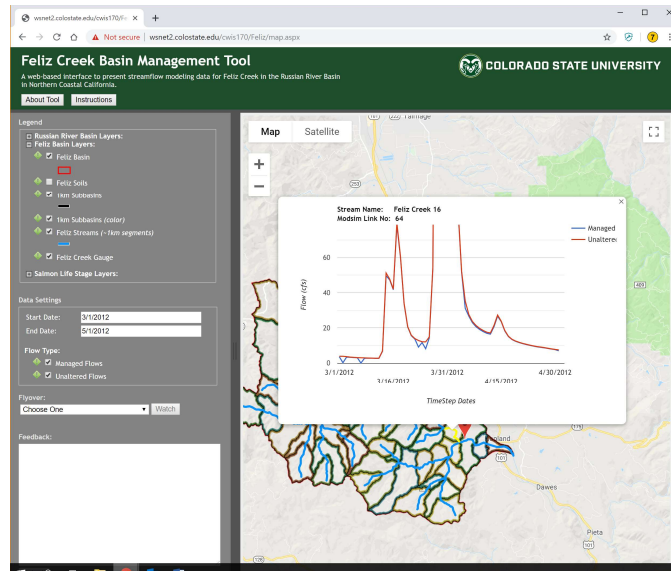 wsnet2.colostate.edu/cwis170/Fe
Not secure | wsnet2.colostate.edu/cwis170/Feliz/map.aspx
Feliz Creek Basin Management Tool
A web-based interface to present streamflow modeling data for Feliz Creek in the Russian River Basin
in Northern Coastal California.
About Tool Instructions
COLORADO STATE UNIVERSITY
Legend
Russian River Basin Layers:
Feliz Basin Layers:
Feliz Basin
Feliz Soils
1km Subbasins
1km Subbasins (color)
Feliz Streams (~1km segments)
Feliz Creek Gauge
Salmon Life Stage Layers:
Data Settings
Start Date: 3/1/2012
End Date: 5/1/2012
Flow Type:
Managed Flows
Unaltered Flows
Flyover:
Choose One Watch
Feedback:
Map Satellite
Talmage
253
Stream Name: Feliz Creek 16
Modsim Link No: 64
Managed
Unaltere
Flow (cfs)
60
40
20
0
3/1/2012
3/16/2012
3/31/2012
4/15/2012
4/30/2012
TimeStep Dates
175
101
Dawes
Pieta
101
128